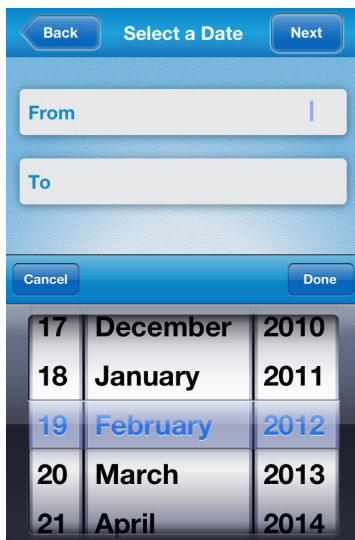 Back Select a Date Next
From
To
Cancel Done
17 December 2010
18 January 2011
19 February 2012
20 March 2013
21 April 2014